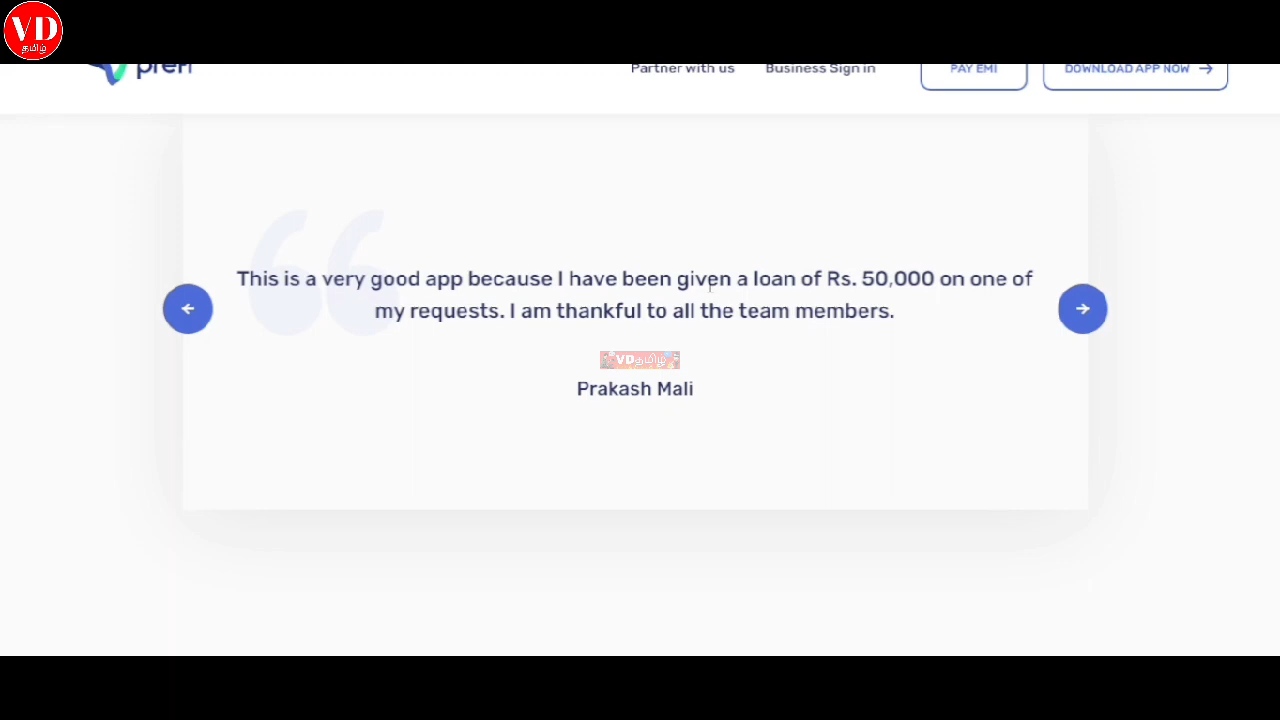 VD
தமிழ்
preFi
Partner with us
Business Sign in
PAY EMI
DOWNLOAD APP NOW
This is a very good app because I have been given a loan of Rs. 50,000 on one of
my requests. I am thankful to all the team members.
VDதமிழ்
Prakash Mali